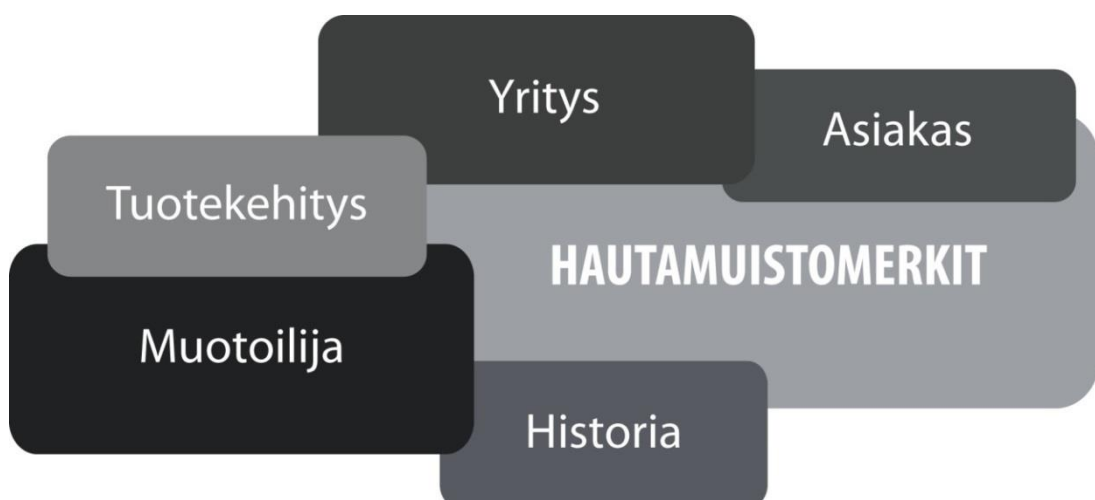 Yritys
Asiakas
Tuotekehitys
HAUTAMUISTOMERKIT
Muotoilija
Historia